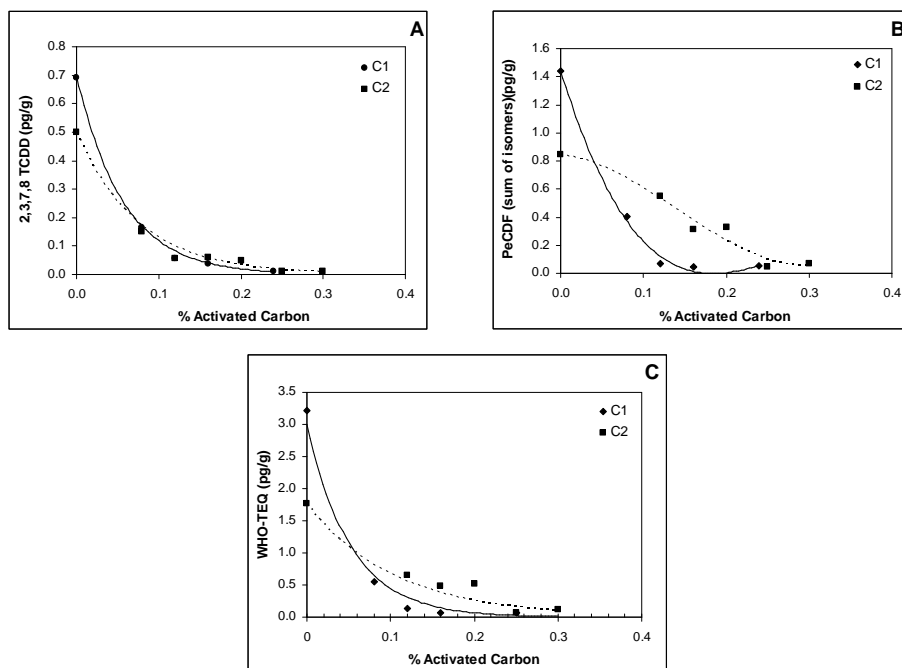 A
2,3,7,8 TCDD (pg/g)
0.8
0.7
0.6
0.5
0.4
0.3
0.2
0.1
0.0
C1
C2
0.0 0.1 0.2 0.3 0.4
% Activated Carbon
B
PeCDF (sum of isomers)(pg/g)
1.6
1.4
1.2
1.0
0.8
0.6
0.4
0.2
0.0
C1
C2
0.0 0.1 0.2 0.3 0.4
% Activated Carbon
C
WHO-TEQ (pg/g)
3.5
3.0
2.5
2.0
1.5
1.0
0.5
0.0
C1
C2
0 0.1 0.2 0.3 0.4
% Activated Carbon